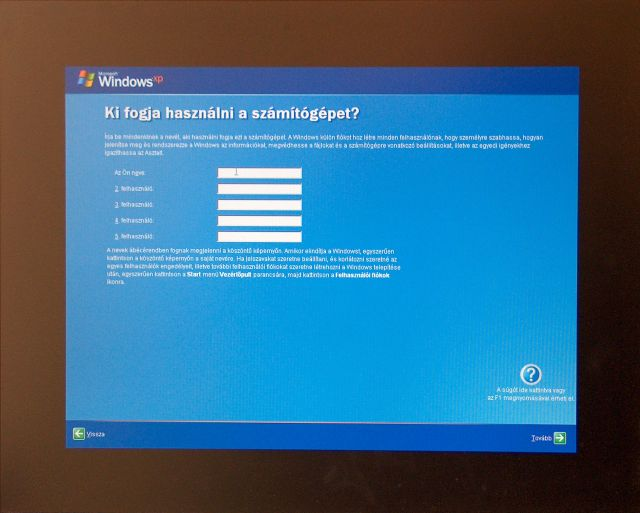 Microsoft
Windows xp
Ki fogja használni a számítógépet?
Írja be mindenkinek a nevét, aki használni fogja ezt a számítógépet. A Windows külön fiókot hoz létre minden felhasználónak, hogy személyre szabhassa, hogyan
jelenítse meg és rendszerezze a Windows az információkat, megvédhesse a fájlokat és a számítógépre vonatkozó beállításokat, illetve az egyedi igényekhez
igazíthassa az Asztalt.
Az Ön neve:
2. felhasználó:
3. felhasználó:
4. felhasználó:
5. felhasználó:
A nevek ábécérendben fognak megjelenni a köszöntő képernyőn. Amikor elindítja a Windowst, egyszerűen
kattintson a köszöntő képernyőn a saját nevére. Ha jelszavakat szeretne beállítani, és korlátozni szeretné az
egyes felhasználók engedélyeit, illetve további felhasználói fiókokat szeretne létrehozni a Windows telepítése
után, egyszerűen kattintson a Start menü Vezérlőpult parancsára, majd kattintson a Felhasználói fiókok
ikonra.
?
A súgót ide kattintva vagy
az F1 megnyomásával érheti el.
Vissza
Tovább